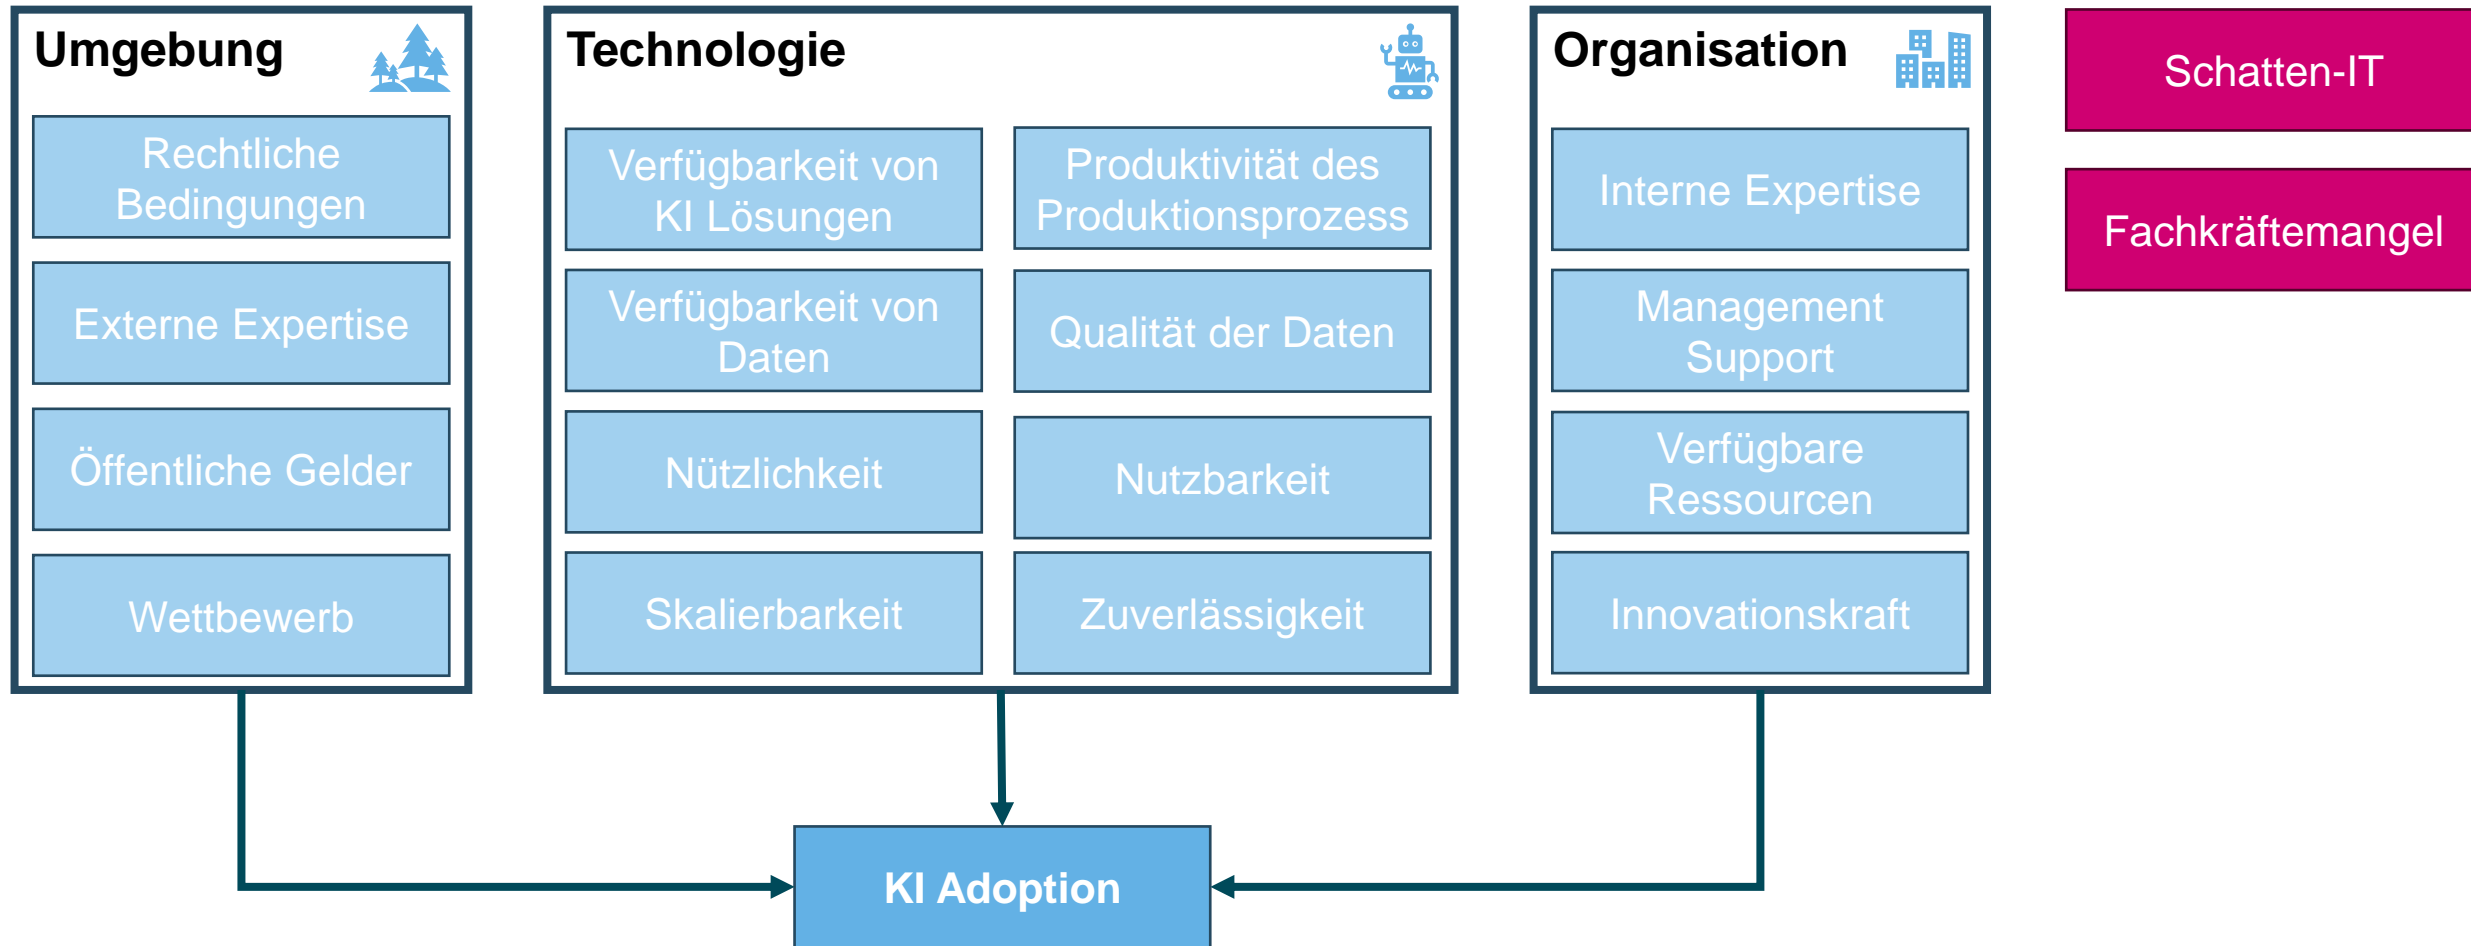 Umgebung
Rechtliche
Bedingungen
Externe Expertise
Öffentliche Gelder
Wettbewerb
Technologie
Verfügbarkeit von
KI Lösungen
Produktivität des
Produktionsprozess
Verfügbarkeit von
Daten
Qualität der Daten
Nützlichkeit
Nutzbarkeit
Skalierbarkeit
Zuverlässigkeit
Organisation
Interne Expertise
Management
Support
Verfügbare
Ressourcen
Innovationskraft
Schatten-IT
Fachkräftemangel
KI Adoption